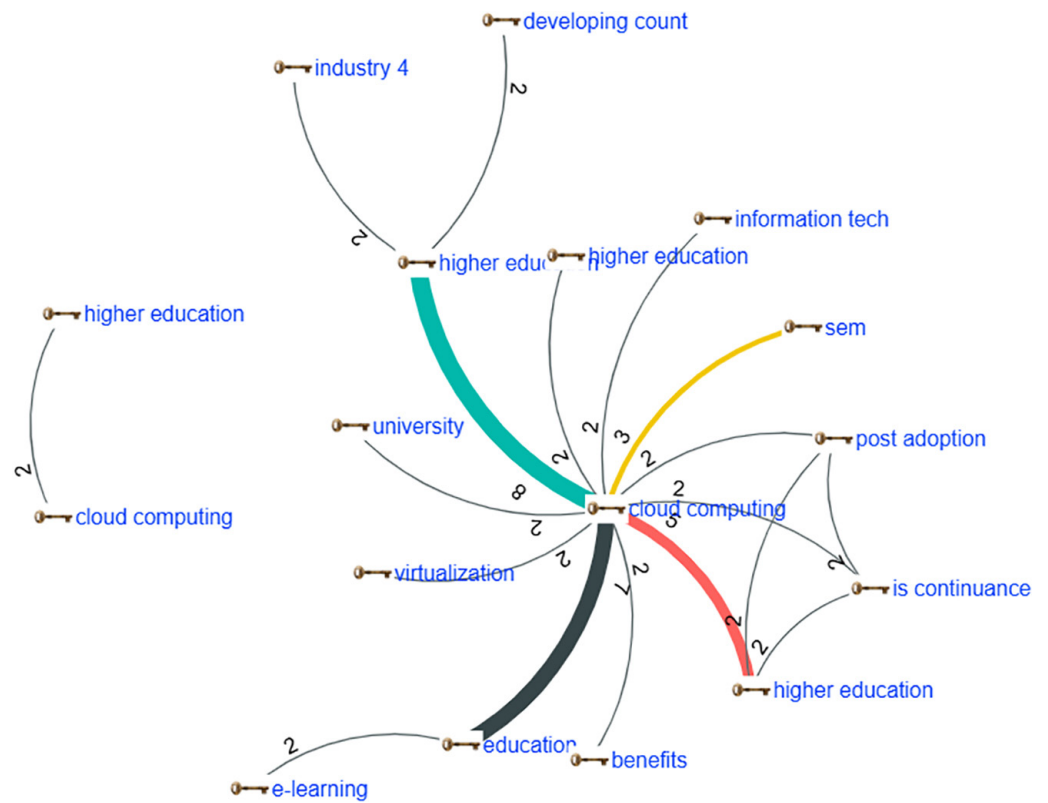 developing count
industry 4
2
information tech
2
higher education
higher education
higher education
sem
university
2
3
post adoption
2
2
2
8
cloud computing
5
2
cloud computing
2
2
virtualization
2
2
7
is continuance
2
2
higher education
education
2
benefits
e-learning